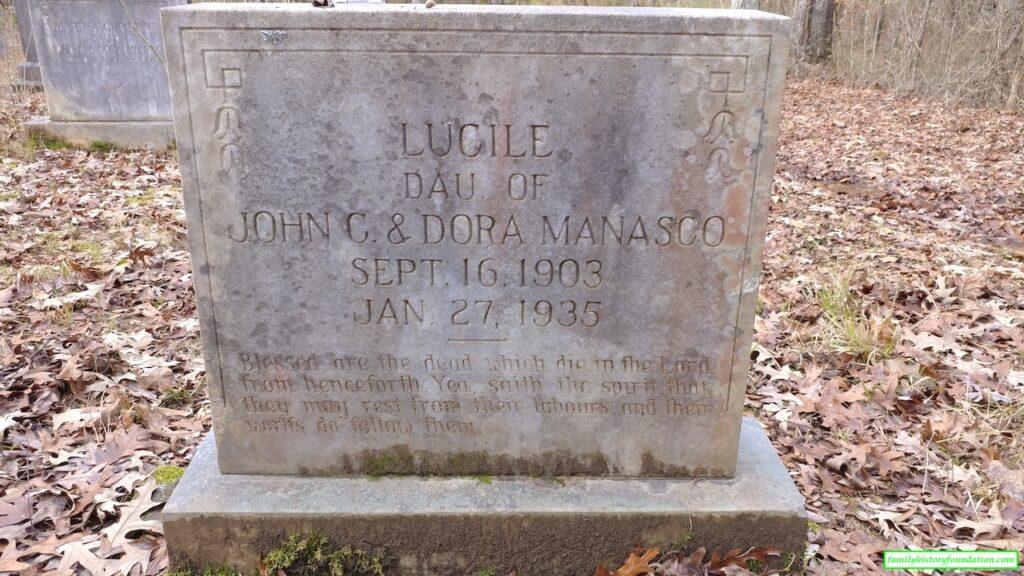 LUCILE
DAU. OF
JOHN C. & DORA MANASCO
SEPT. 16, 1903
JAN. 27, 1935
Blessed are the dead which die in the Lord
from henceforth: Yea, saith the spirit that
they may rest from their labours and their
works do follow them.
familyhistoryfoundation.com